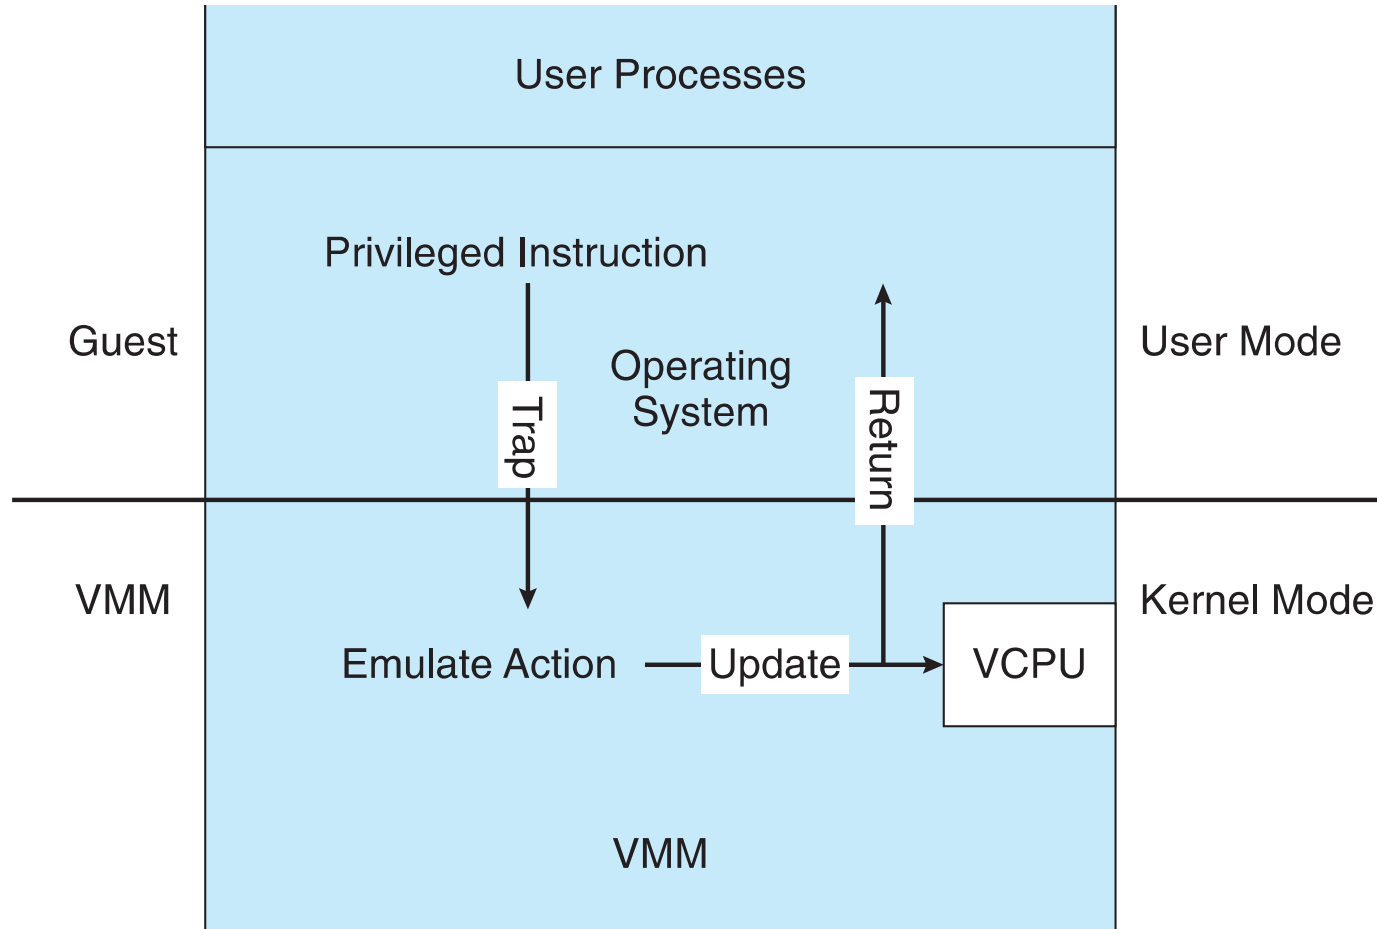 User Processes
Privileged Instruction
Guest
User Mode
Operating
System
Trap
Return
VMM
Kernel Mode
Emulate Action
Update
VCPU
VMM